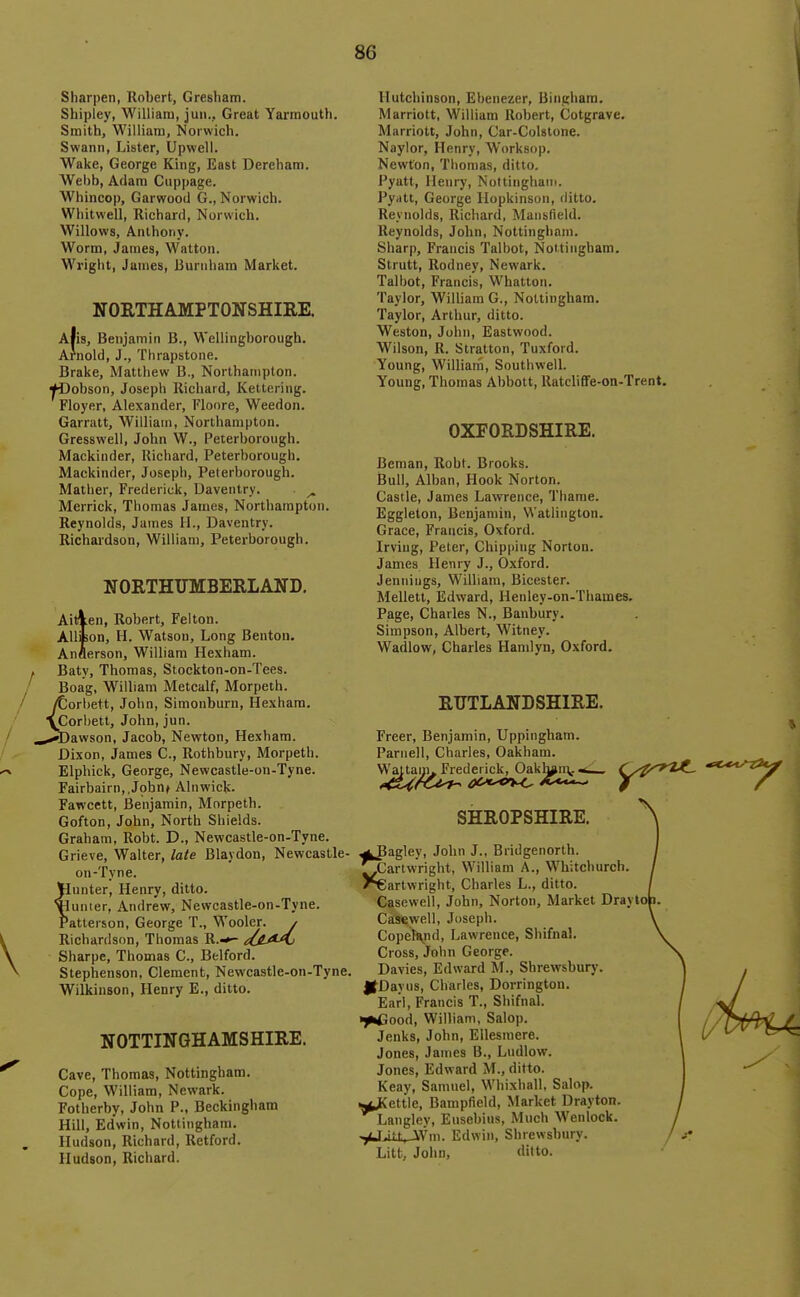 86
Sharpen, Robert, Gresham.
Shipley, William, jun., Great Yarmouth.
Smith, William, Norwich.
Swann, Lister, Upwell.
Wake, George King, East Dereham.
Webb, Adam Cuppage.
Whincop, Garwood G., Norwich.
Whitwell, Richard, Norwich.
Willows, Anthony.
Worm, James, Watton.
Wright, James, Burnham Market.
NORTHAMPTONSHIRE.
Avis, Benjamin B., Wellingborough.
Arnold, J., Thrapstone.
Brake, Matthew B., Northampton.
Dobson, Joseph Richard, Kettering.
Floyer, Alexander, Floore, Weedon.
Garratt, William, Northampton.
Gresswell, John W., Peterborough.
Mackinder, Richard, Peterborough.
Mackinder, Joseph, Peterborough.
Mather, Frederick, Daventry.
Merrick, Thomas James, Northampton.
Reynolds, James H., Daventry.
Richardson, William, Peterborough.
NORTHUMBERLAND.
Aitken, Robert, Felton.
Allison, H. Watson, Long Benton.
Anderson, William Hexham.
Baty, Thomas, Stockton-on-Tees.
Boag, William Metcalf, Morpeth.
Corbett, John, Simonburn, Hexham.
Corbett, John, jun.
Dawson, Jacob, Newton, Hexham.
Dixon, James C., Rothbury, Morpeth.
Elphick, George, Newcastle-on-Tyne.
Fairbairn, John, Alnwick.
Fawcett, Benjamin, Morpeth.
Gofton, John, North Shields.
Graham, Robt. D., Newcastle-on-Tyne.
Grieve, Walter, late Blaydon, Newcastle-
on-Tyne.
Hunter, Henry, ditto.
Hunter, Andrew, Newcastle-on-Tyne.
Patterson, George T., Wooler.
Richardson, Thomas R.
Sharpe, Thomas C., Belford.
Stephenson, Clement, Newcastle-on-Tyne.
Wilkinson, Henry E., ditto.
NOTTINGHAMSHIRE.
Cave, Thomas, Nottingham.
Cope, William, Newark.
Fotherby, John P., Beckingham
Hill, Edwin, Nottingham.
Hudson, Richard, Retford.
Hudson, Richard.
Hutchinson, Ebenezer, Bingham.
Marriott, William Robert, Cotgrave.
Marriott, John, Car-Colstone.
Naylor, Henry, Worksop.
Newton, Thomas, ditto.
Pyatt, Henry, Nottingham.
Pyatt, George Hopkinson, ditto.
Reynolds, Richard, Mansfield.
Reynolds, John, Nottingham.
Sharp, Francis Talbot, Nottingham.
Strutt, Rodney, Newark.
Talbot, Francis, Whatton.
Taylor, William G., Nottingham.
Taylor, Arthur, ditto.
Weston, John, Eastwood.
Wilson, R. Stratton, Tuxford.
Young, William, Southwell.
Young, Thomas Abbott, Ratcliffe-on-Trent.
OXFORDSHIRE.
Beman, Robt. Brooks.
Bull, Alban, Hook Norton.
Castle, James Lawrence, Thame.
Eggleton, Benjamin, Watlington.
Grace, Francis, Oxford.
Irving, Peter, Chipping Norton.
James Henry J., Oxford.
Jennings, William, Bicester.
Mellett, Edward, Henley-on-Thames.
Page, Charles N., Banbury.
Simpson, Albert, Witney.
Wadlow, Charles Hamlyn, Oxford.
RUTLANDSHIRE.
Freer, Benjamin, Uppingham.
Parnell, Charles, Oakham.
Waitam, Frederick, Oakham.
SHROPSHIRE.
Bagley, John J., Bridgenorth.
Cartwright, William A., Whitchurch.
Cartwright, Charles L., ditto.
Casewell, John, Norton, Market Drayton.
Casewell, Joseph.
Copeland, Lawrence, Shifnal.
Cross, John George.
Davies, Edward M., Shrewsbury.
Dayus, Charles, Dorrington.
Earl, Francis T., Shifnal.
Good, William, Salop.
Jenks, John, Ellesmere.
Jones, James B., Ludlow.
Jones, Edward M., ditto.
Keay, Samuel, Whixhall, Salop.
Kettle, Bampfield, Market Drayton.
Langley, Eusebius, Much Wenlock.
Litt, Wm. Edwin, Shrewsbury.
Litt, John, ditto.